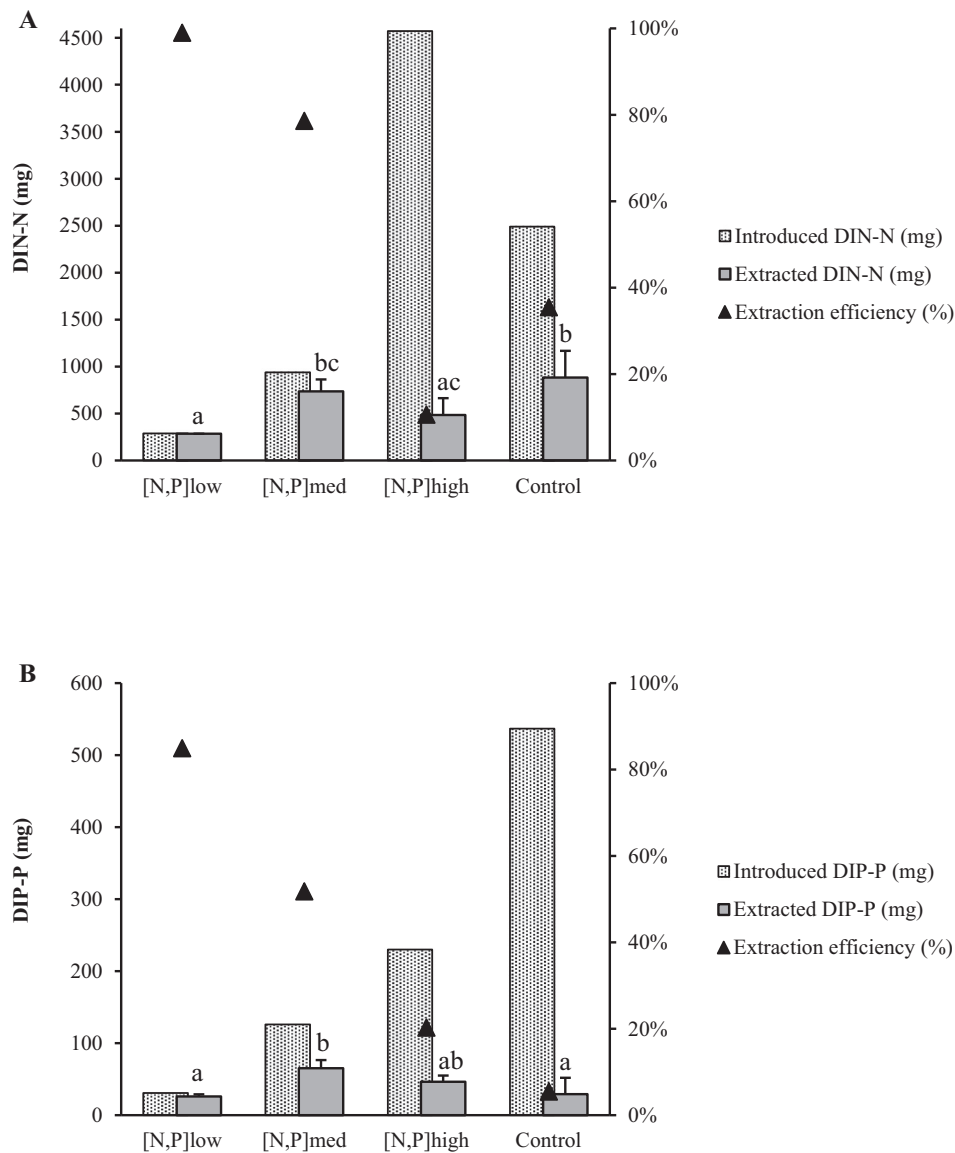 A
DIN-N (mg)
4500
4000
3500
3000
2500
2000
1500
1000
500
0
100%
80%
60%
40%
20%
0%
a
bc
ac
b
[N,P]low
[N,P]med
[N,P]high
Control
Introduced DIN-N (mg)
Extracted DIN-N (mg)
Extraction efficiency (%)
B
DIP-P (mg)
600
500
400
300
200
100
0
100%
80%
60%
40%
20%
0%
a
b
ab
a
[N,P]low
[N,P]med
[N,P]high
Control
Introduced DIP-P (mg)
Extracted DIP-P (mg)
Extraction efficiency (%)